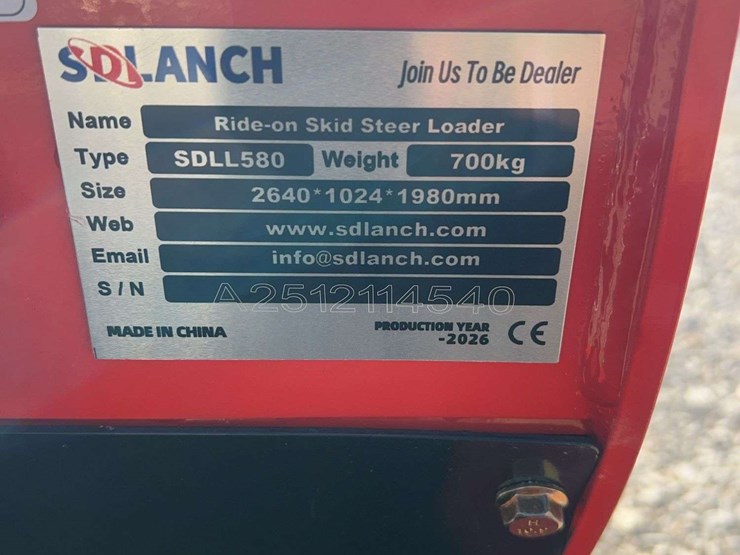 SDLANCH
Join Us To Be Dealer
Name Ride-on Skid Steer Loader
Type SDLL580 Weight 700kg
Size 2640*1024*1980mm
Web www.sdlanch.com
Email info@sdlanch.com
S/N A2512114540
MADE IN CHINA
PRODUCTION YEAR
-2026 CE